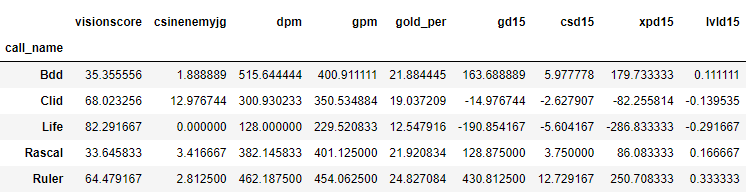 visionscore csinenemyjg dpm gpm gold_per gd15 csd15 xpd15 lvld15
call_name
Bdd 35.355556 1.888889 515.644444 400.911111 21.884445 163.688889 5.977778 179.733333 0.111111
Clid 68.023256 12.976744 300.930233 350.534884 19.037209 -14.976744 -2.627907 -82.255814 -0.139535
Life 82.291667 0.000000 128.000000 229.520833 12.547916 -190.854167 -5.604167 -286.833333 -0.291667
Rascal 33.645833 3.416667 382.145833 401.125000 21.920834 128.875000 3.750000 86.083333 0.166667
Ruler 64.479167 2.812500 462.187500 454.062500 24.827084 430.812500 12.729167 250.708333 0.333333